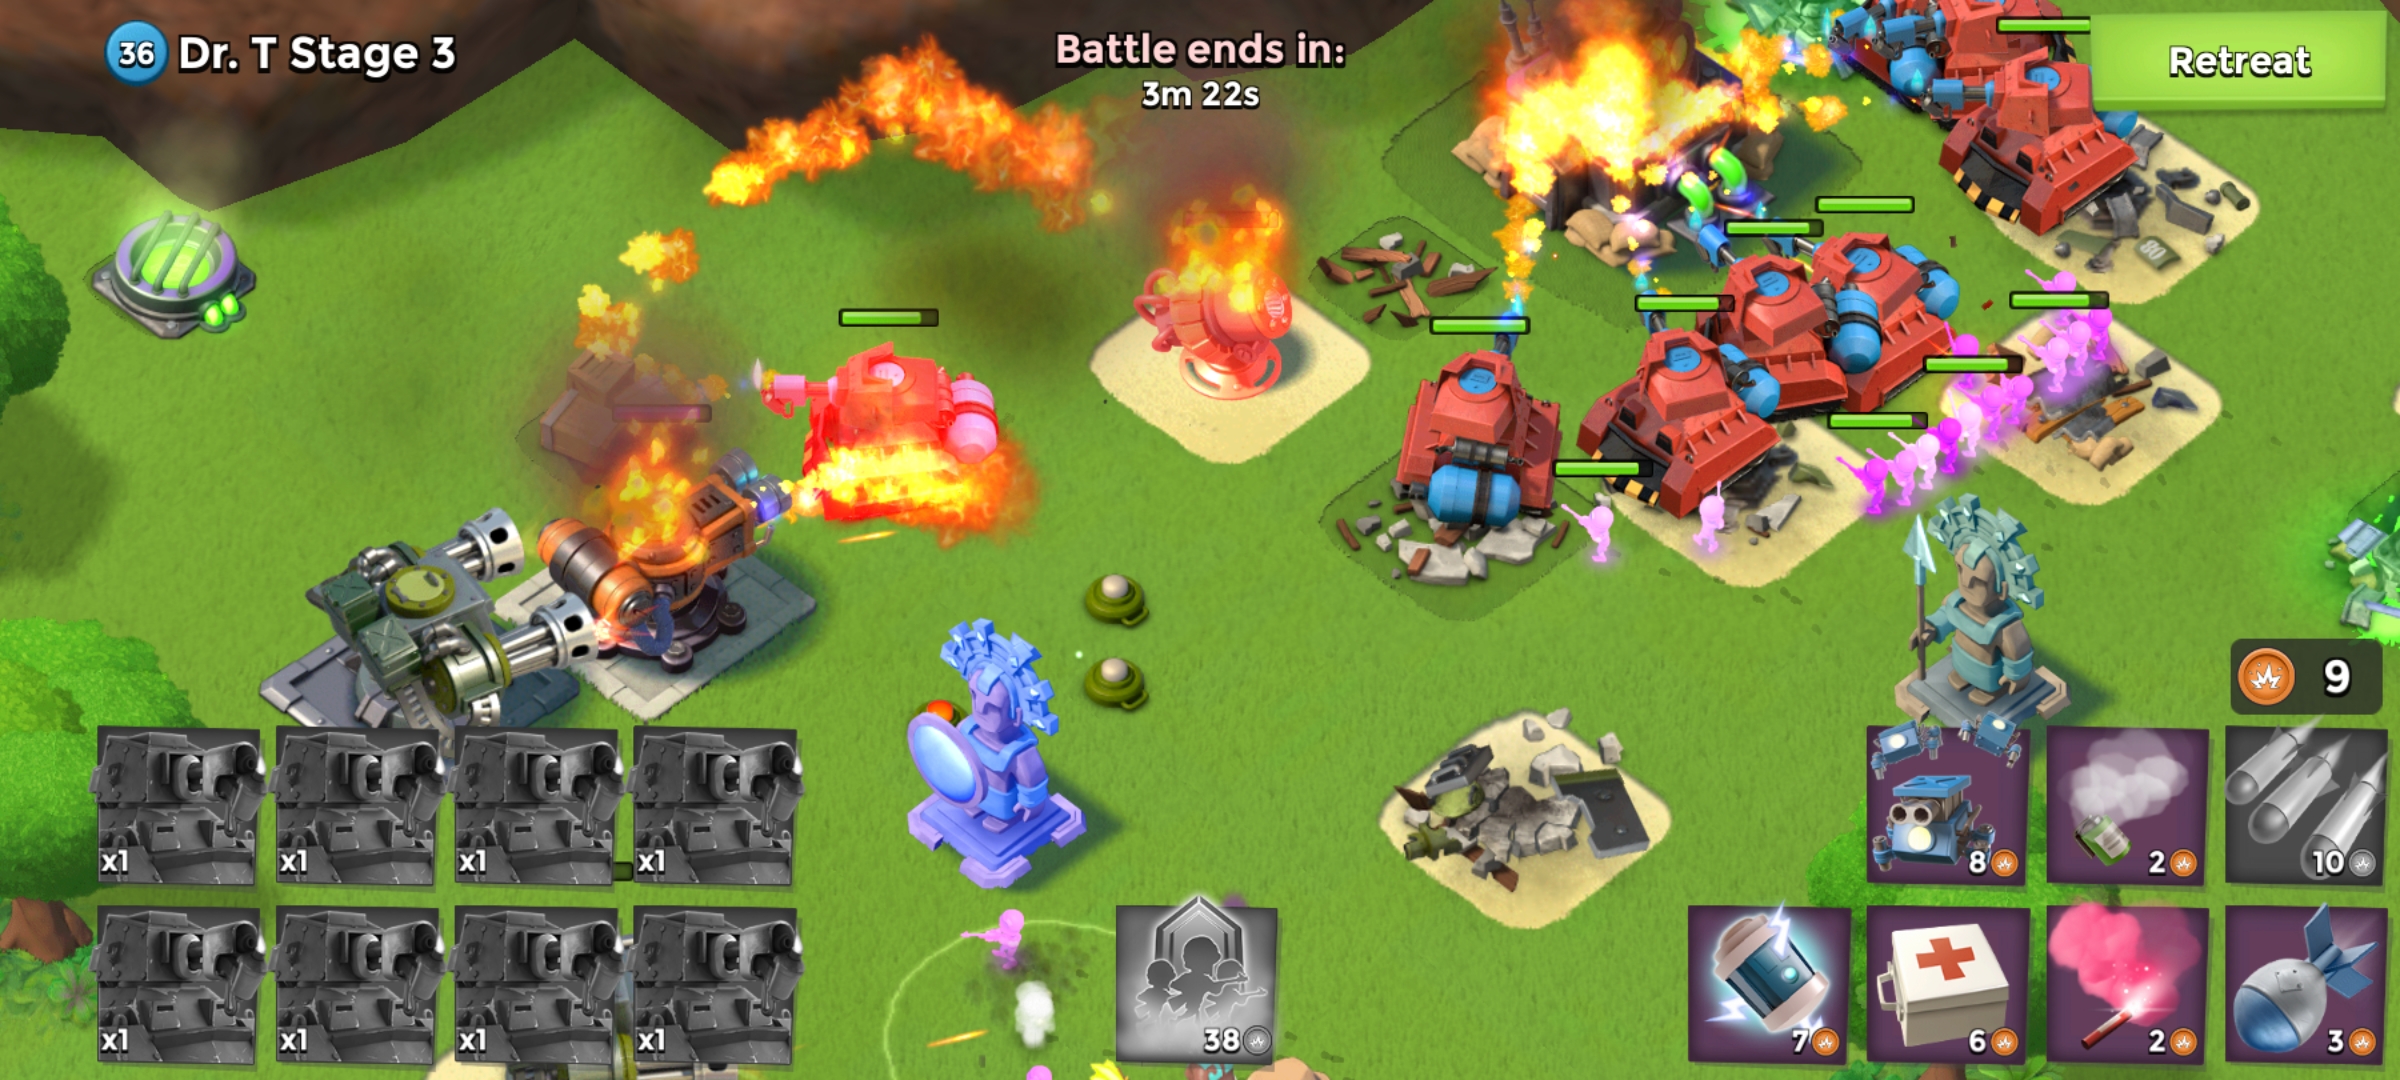 36 Dr. T Stage 3
Battle ends in:
3m 22s
Retreat
9
x1 x1 x1 x1
8 2 10
x1 x1 x1 x1
38
7 6 2 3